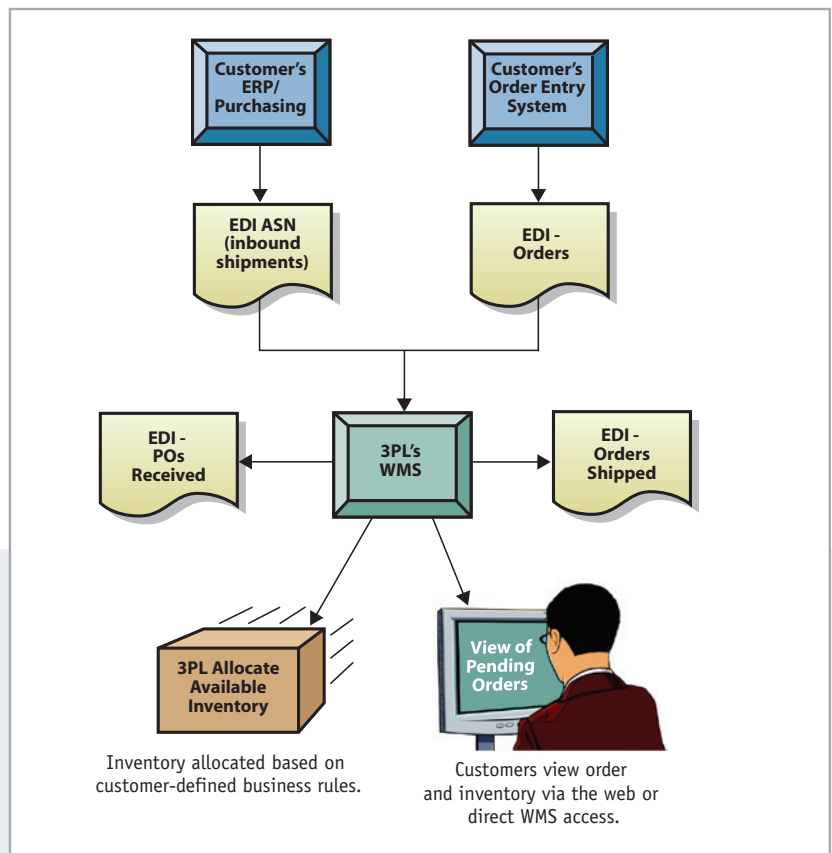 Customer's
ERP/
Purchasing
Customer's
Order Entry
System
EDI ASN
(inbound
shipments)
EDI -
Orders
EDI -
POs
Received
3PL's
WMS
EDI -
Orders
Shipped
3PL Allocate
Available
Inventory
View of
Pending
Orders
Inventory allocated based on
customer-defined business rules.
Customers view order
and inventory via the web or
direct WMS access.